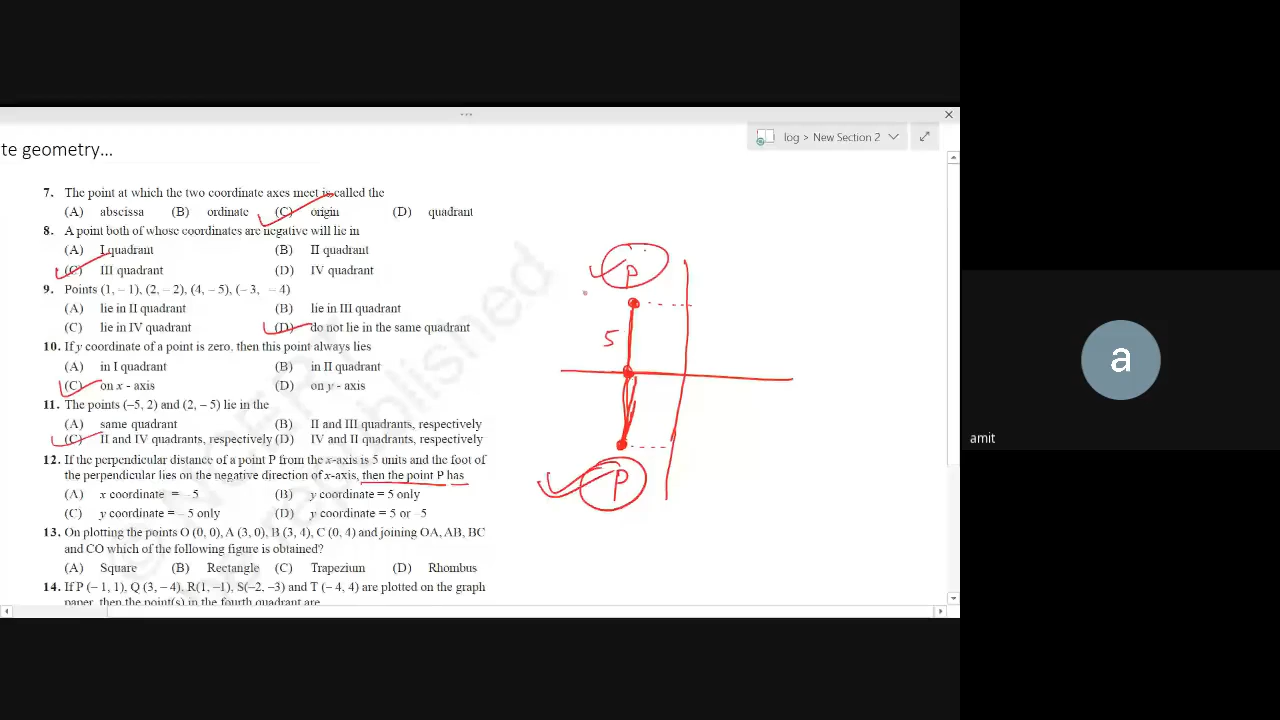 log > New Section 2
te geometry...
7. The point at which the two coordinate axes meet is called the
(A) abscissa (B) ordinate (C) origin (D) quadrant
8. A point both of whose coordinates are negative will lie in
(A) I quadrant (B) II quadrant
(C) III quadrant (D) IV quadrant
9. Points (1, – 1), (2, – 2), (4, – 5), (– 3, – 4)
(A) lie in II quadrant (B) lie in III quadrant
(C) lie in IV quadrant (D) do not lie in the same quadrant
10. If y coordinate of a point is zero, then this point always lies
(A) in I quadrant (B) in II quadrant
(C) on x - axis (D) on y - axis
11. The points (–5, 2) and (2, – 5) lie in the
(A) same quadrant (B) II and III quadrants, respectively
(C) II and IV quadrants, respectively (D) IV and II quadrants, respectively
12. If the perpendicular distance of a point P from the x-axis is 5 units and the foot of
the perpendicular lies on the negative direction of x-axis, then the point P has
(A) x coordinate = –5 (B) y coordinate = 5 only
(C) y coordinate = – 5 only (D) y coordinate = 5 or –5
13. On plotting the points O (0, 0), A (3, 0), B (3, 4), C (0, 4) and joining OA, AB, BC
and CO which of the following figure is obtained?
(A) Square (B) Rectangle (C) Trapezium (D) Rhombus
14. If P (– 1, 1), Q (3, – 4), R(1, –1), S(–2, –3) and T (– 4, 4) are plotted on the graph
paper, then the point(s) in the fourth quadrant are
P
5
P
a
amit